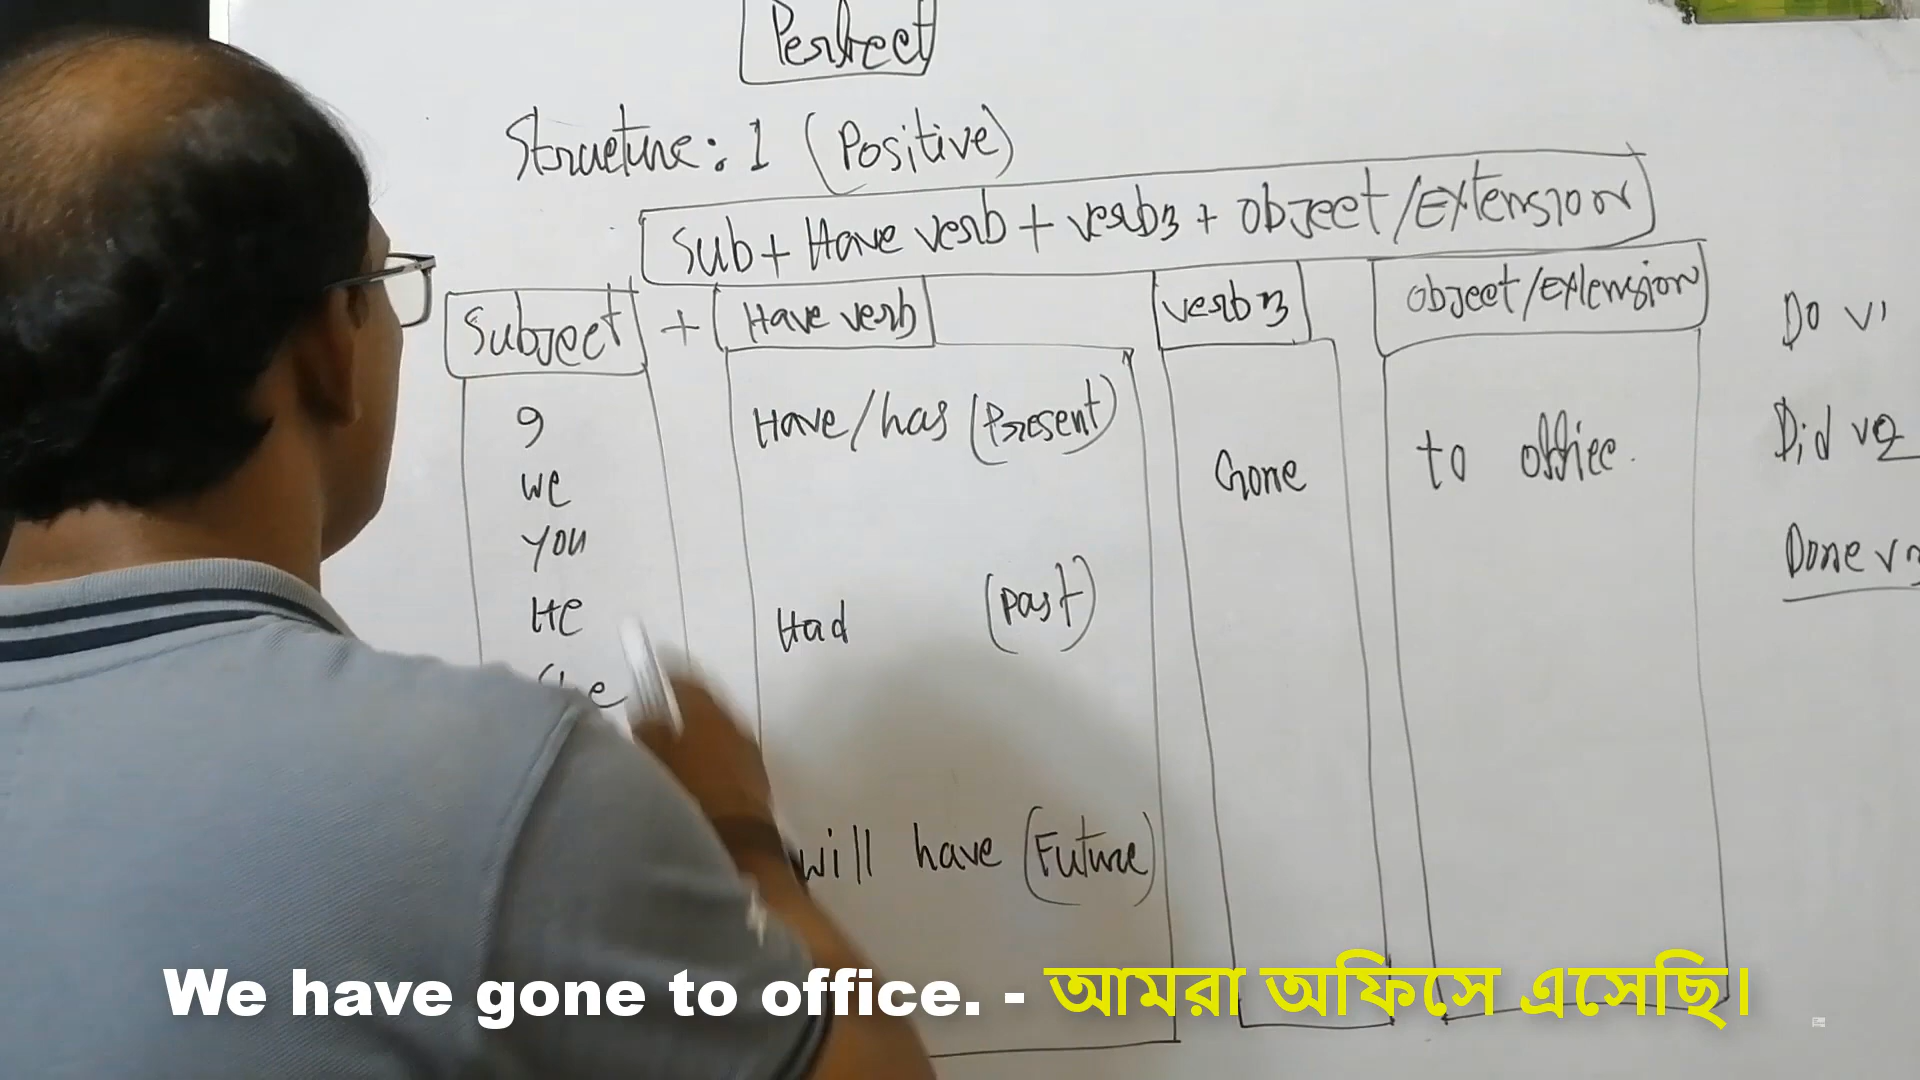 Perfect
Structure: 1 (Positive)
Sub + Have verb + verb3 + object/Extension
Subject + Have verb verb3 object/Extension
I
we
you
He
She
Have/has (Present)
Had (past)
will have (Future)
Gone
to office.
Do v1
Did v2
Done v3
We have gone to office. - আমরা অফিসে এসেছি।